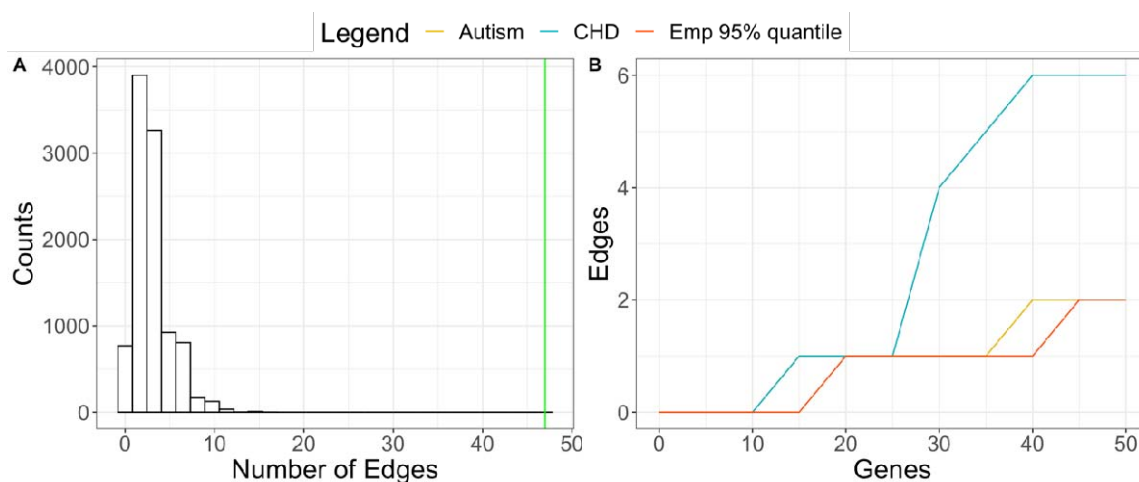 Legend Autism CHD Emp 95% quantile
A
4000
3000
2000
1000
0
Counts
0 10 20 30 40 50
Number of Edges
B
6
4
2
0
Edges
0 10 20 30 40 50
Genes